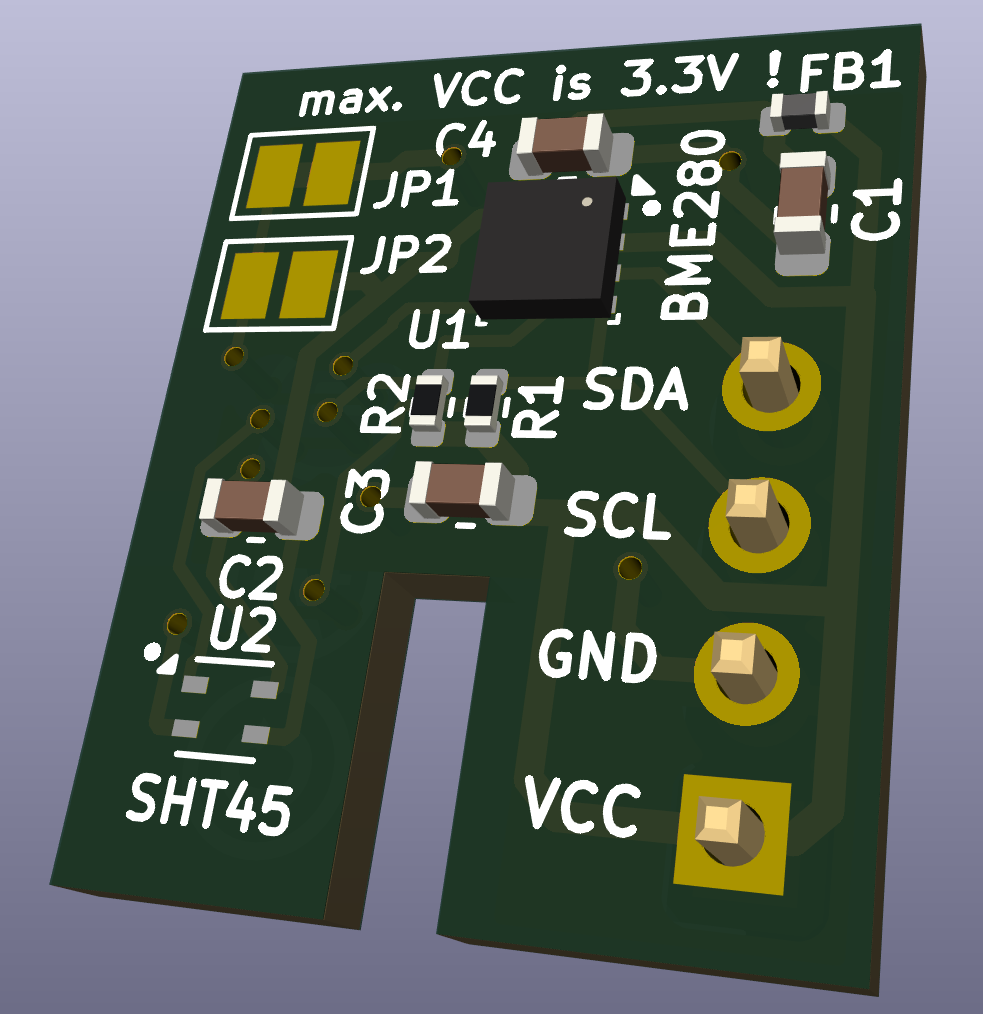 max. VCC is 3.3V !
FB1
C4
JP1
BME280
C1
JP2
U1
R2
R1
SDA
C3
SCL
C2
U2
GND
VCC
SHT45